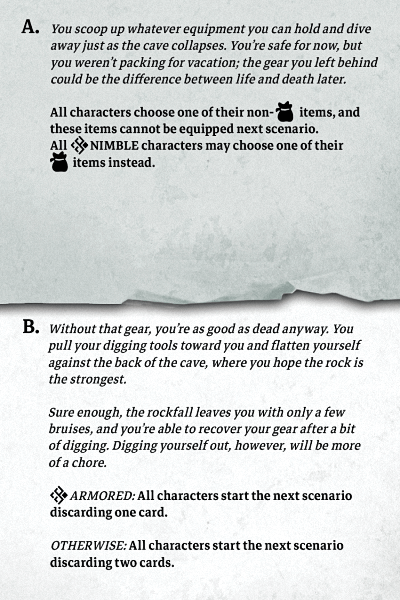 A. You scoop up whatever equipment you can hold and dive
away just as the cave collapses. You're safe for now, but
you weren't packing for vacation; the gear you left behind
could be the difference between life and death later.
All characters choose one of their non- items, and
these items cannot be equipped next scenario.
All NIMBLE characters may choose one of their
items instead.
B. Without that gear, you're as good as dead anyway. You
pull your digging tools toward you and flatten yourself
against the back of the cave, where you hope the rock is
the strongest.
Sure enough, the rockfall leaves you with only a few
bruises, and you're able to recover your gear after a bit
of digging. Digging yourself out, however, will be more
of a chore.
ARMORED: All characters start the next scenario
discarding one card.
OTHERWISE: All characters start the next scenario
discarding two cards.